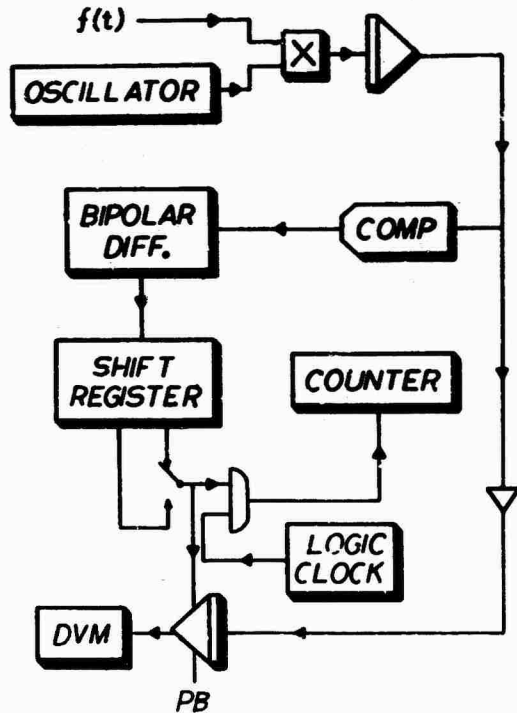 f(t)
X
OSCILLATOR
BIPOLAR
DIFF.
COMP
SHIFT
REGISTER
COUNTER
LOGIC
CLOCK
DVM
PB